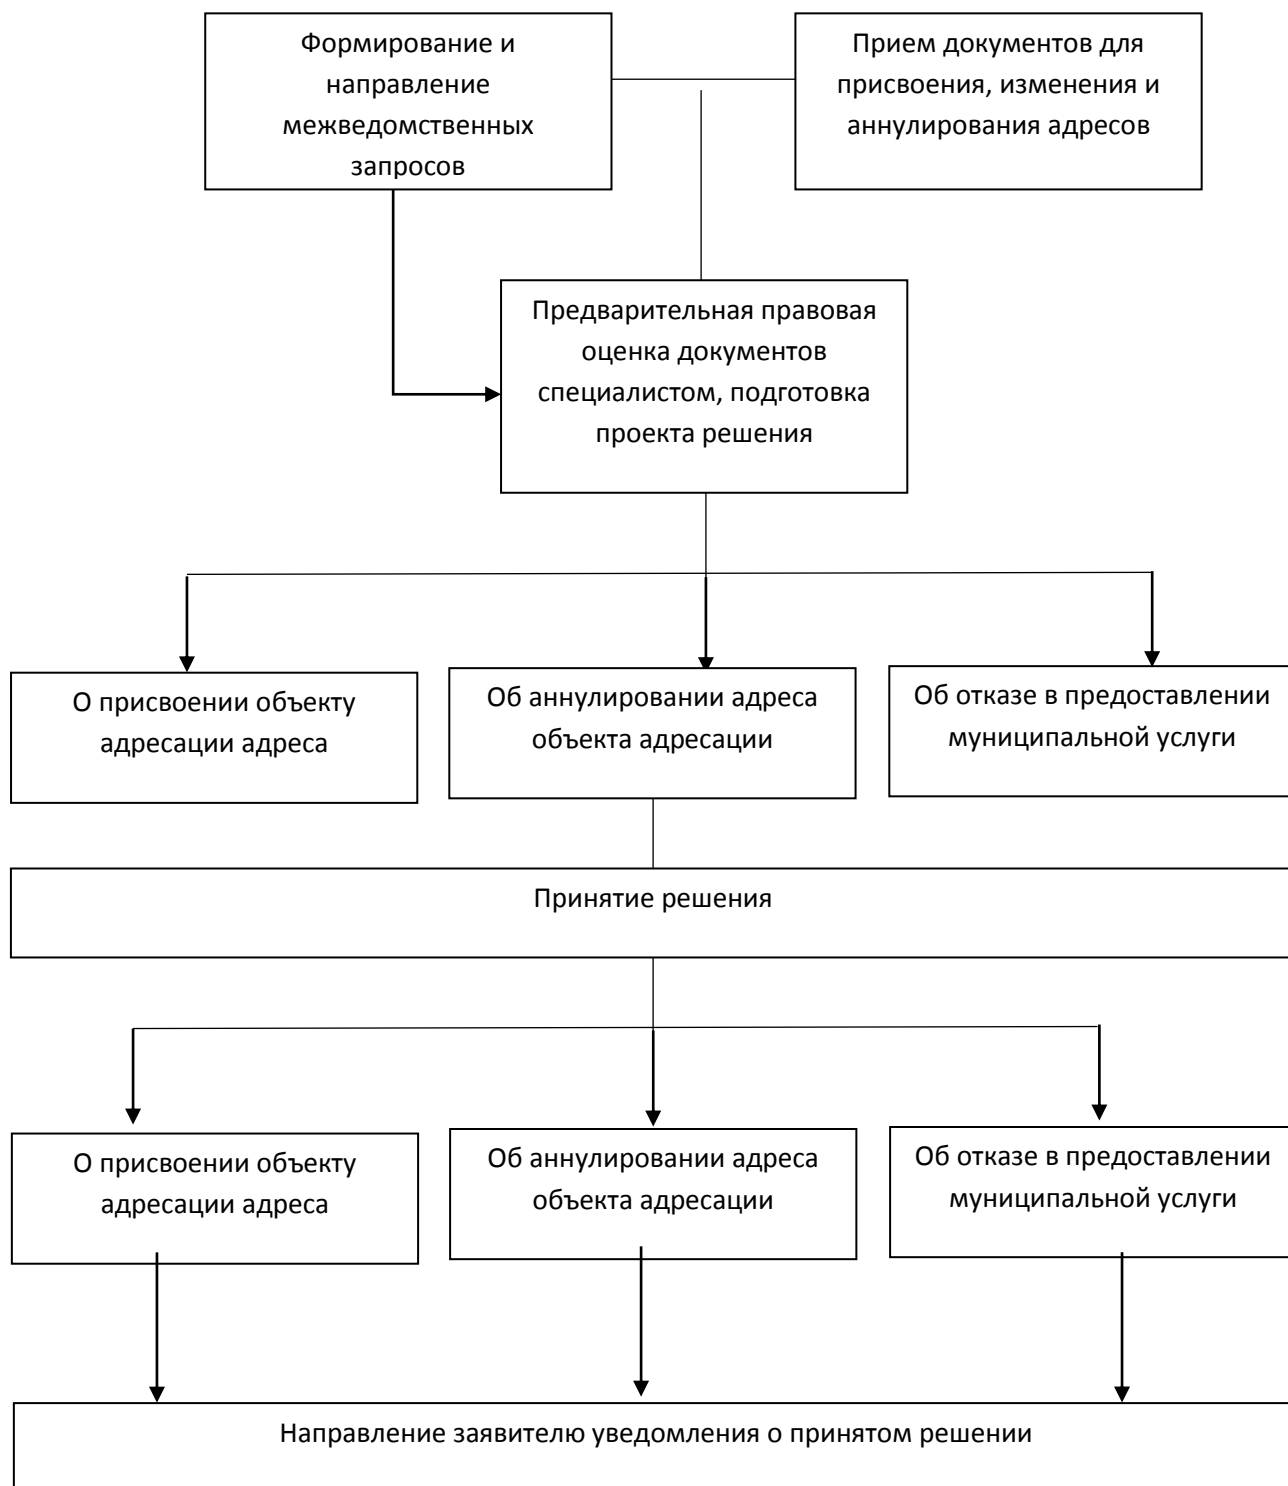 Формирование и
направление
межведомственных
запросов
Прием документов для
присвоения, изменения и
аннулирования адресов
Предварительная правовая
оценка документов
специалистом, подготовка
проекта решения
О присвоении объекту
адресации адреса
Об аннулировании адреса
объекта адресации
Об отказе в предоставлении
муниципальной услуги
Принятие решения
О присвоении объекту
адресации адреса
Об аннулировании адреса
объекта адресации
Об отказе в предоставлении
муниципальной услуги
Направление заявителю уведомления о принятом решении